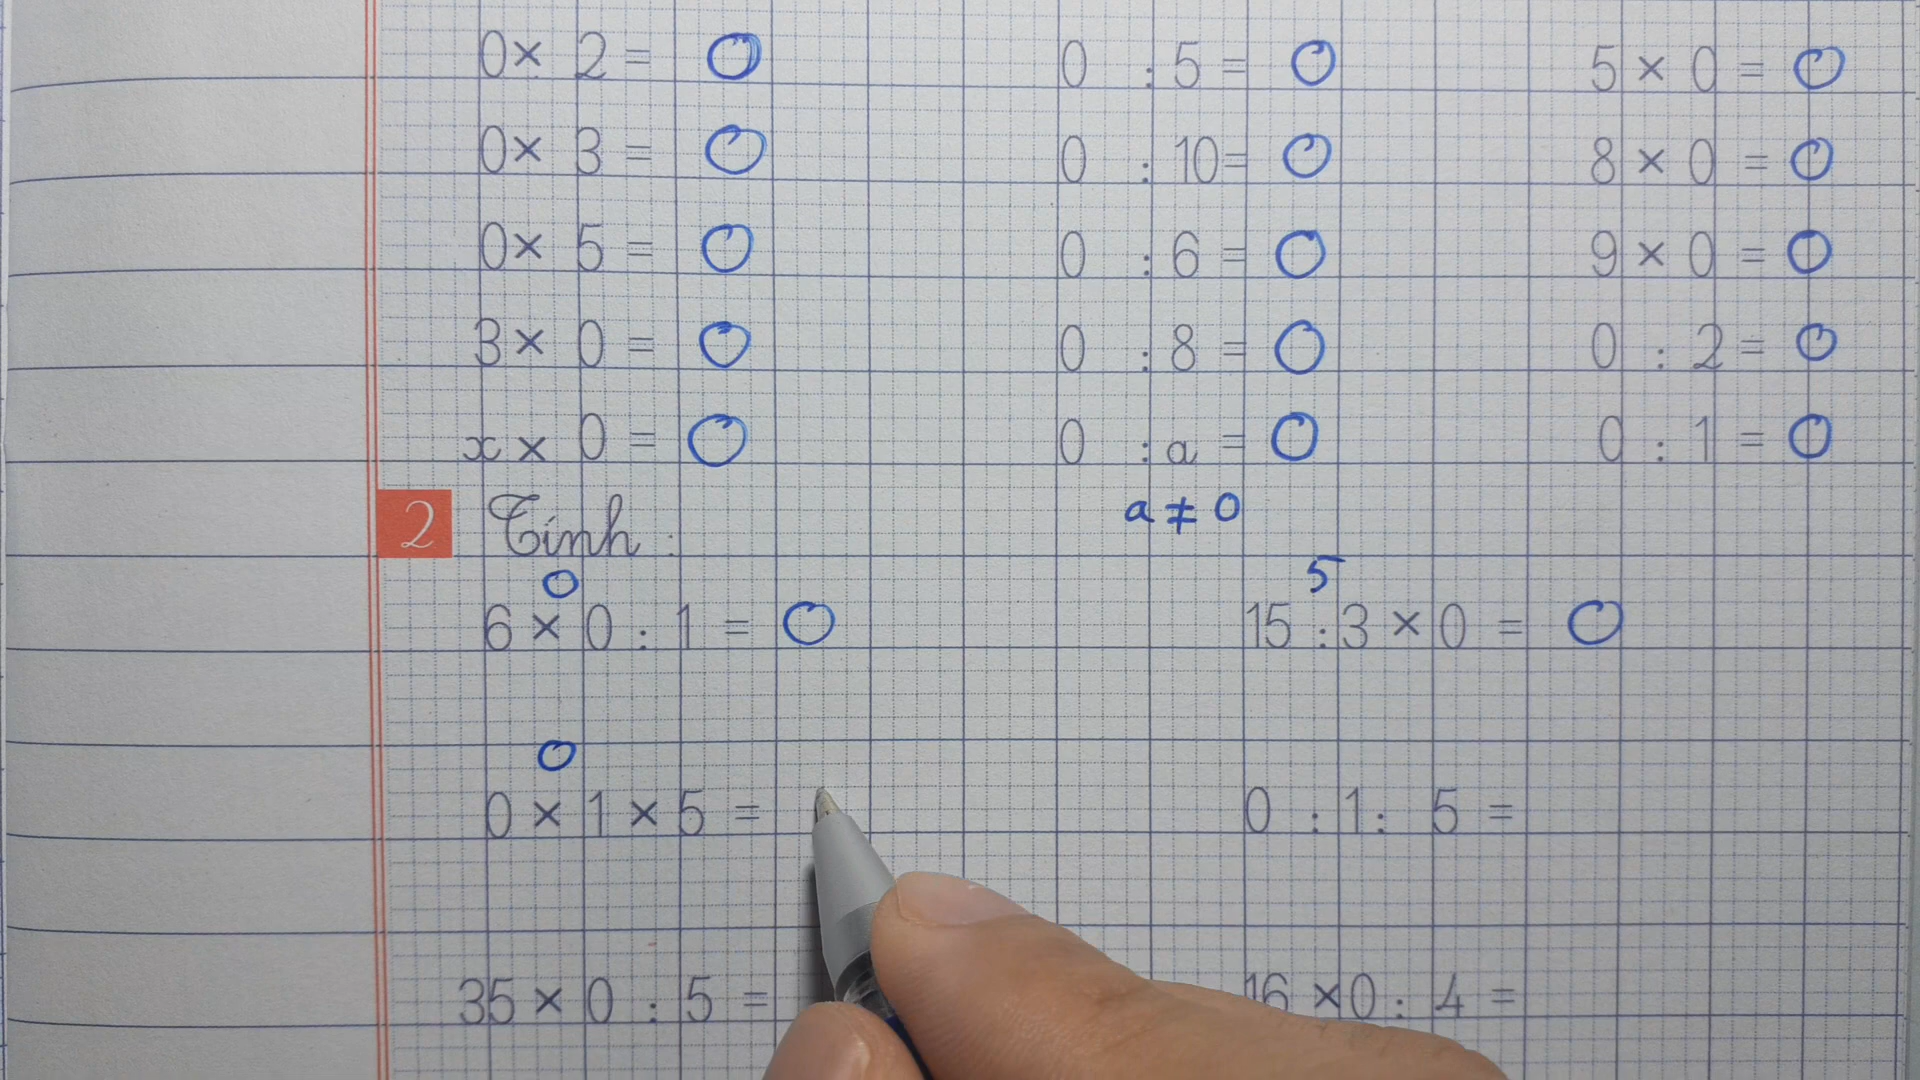 0 × 2 = 0 0 : 5 = 0 5 × 0 = 0
0 × 3 = 0 0 : 10 = 0 8 × 0 = 0
0 × 5 = 0 0 : 6 = 0 9 × 0 = 0
3 × 0 = 0 0 : 8 = 0 0 : 2 = 0
x × 0 = 0 0 : a = 0 0 : 1 = 0
2 Tính : a ≠ 0
0 5
6 × 0 : 1 = 0 15 : 3 × 0 = 0
0
0 × 1 × 5 = 0 : 1 : 5 =
35 × 0 : 5 = 16 × 0 : 4 =